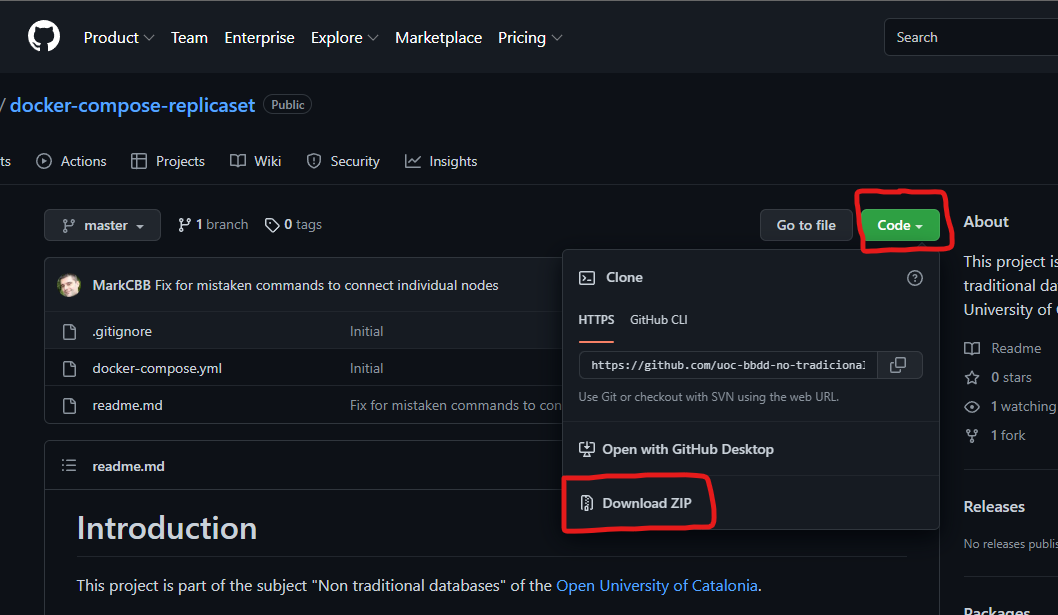 Product Team Enterprise Explore Marketplace Pricing Search
/ docker-compose-replicaset Public
ts Actions Projects Wiki Security Insights
master 1 branch 0 tags Go to file Code
About
MarkCBB Fix for mistaken commands to connect individual nodes
.gitignore Initial
docker-compose.yml Initial
readme.md Fix for mistaken commands to con
Clone
HTTPS GitHub CLI
https://github.com/uoc-bbdd-no-tradicional
Use Git or checkout with SVN using the web URL.
Open with GitHub Desktop
Download ZIP
This project is
traditional da
University of
Readme
0 stars
1 watching
1 fork
Releases
No releases publis
Packages
readme.md
Introduction
This project is part of the subject "Non traditional databases" of the Open University of Catalonia.